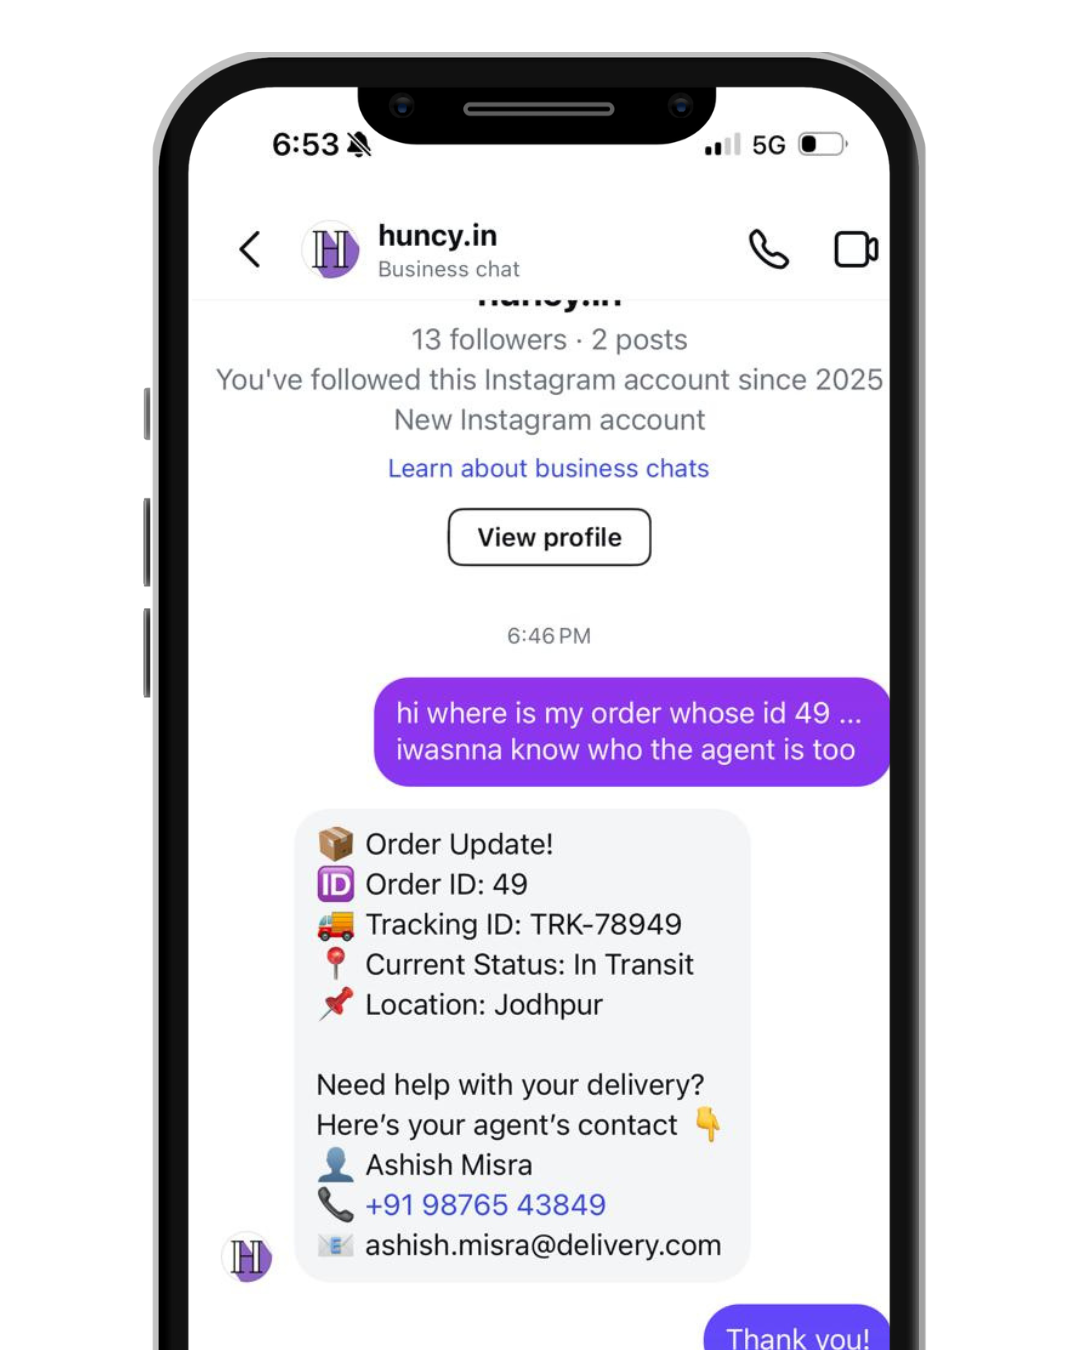 6:53
5G
H
huncy.in
Business chat
huncy.in
13 followers · 2 posts
You've followed this Instagram account since 2025
New Instagram account
Learn about business chats
View profile
6:46 PM
hi where is my order whose id 49 ...
iwasnna know who the agent is too
📦 Order Update!
🆔 Order ID: 49
🚚 Tracking ID: TRK-78949
📍 Current Status: In Transit
📌 Location: Jodhpur
Need help with your delivery?
Here’s your agent’s contact 👇
👤 Ashish Misra
📞 +91 98765 43849
📧 ashish.misra@delivery.com
H
Thank you!